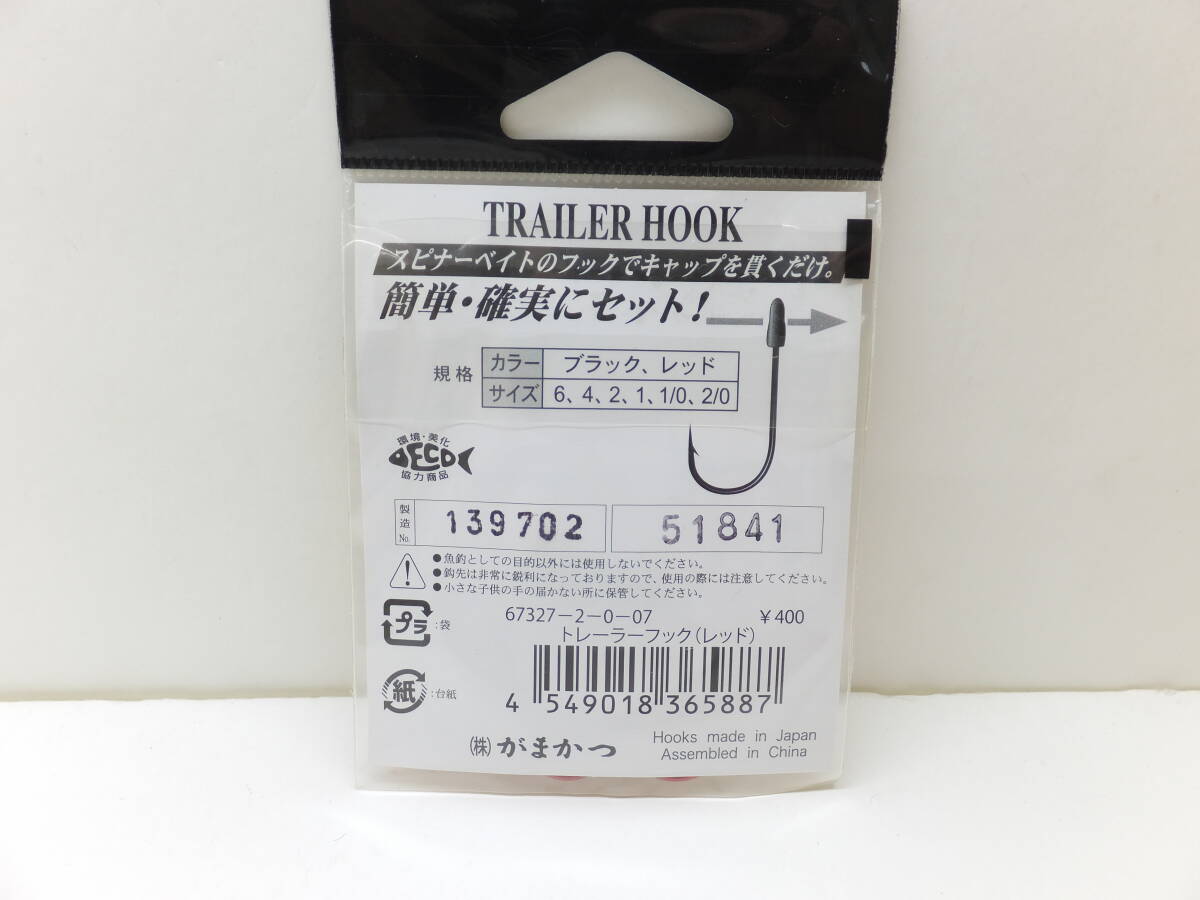 TRAILER HOOK
スピナーベイトのフックでキャップを貫くだけ。
簡単・確実にセット!
規格 カラー ブラック、レッド
サイズ 6、4、2、1、1/0、2/0
環境・美化
ECO
協力商品
製造No. 139702 51841
●魚釣としての目的以外には使用しないでください。
●鈎先は非常に鋭利になっておりますので、使用の際には注意してください。
●小さな子供の手の届かない所に保管してください。
プラ :袋
67327-2-0-07 ¥400
トレーラーフック(レッド)
紙 :台紙
4 549018 365887
㈱がまかつ
Hooks made in Japan
Assembled in China